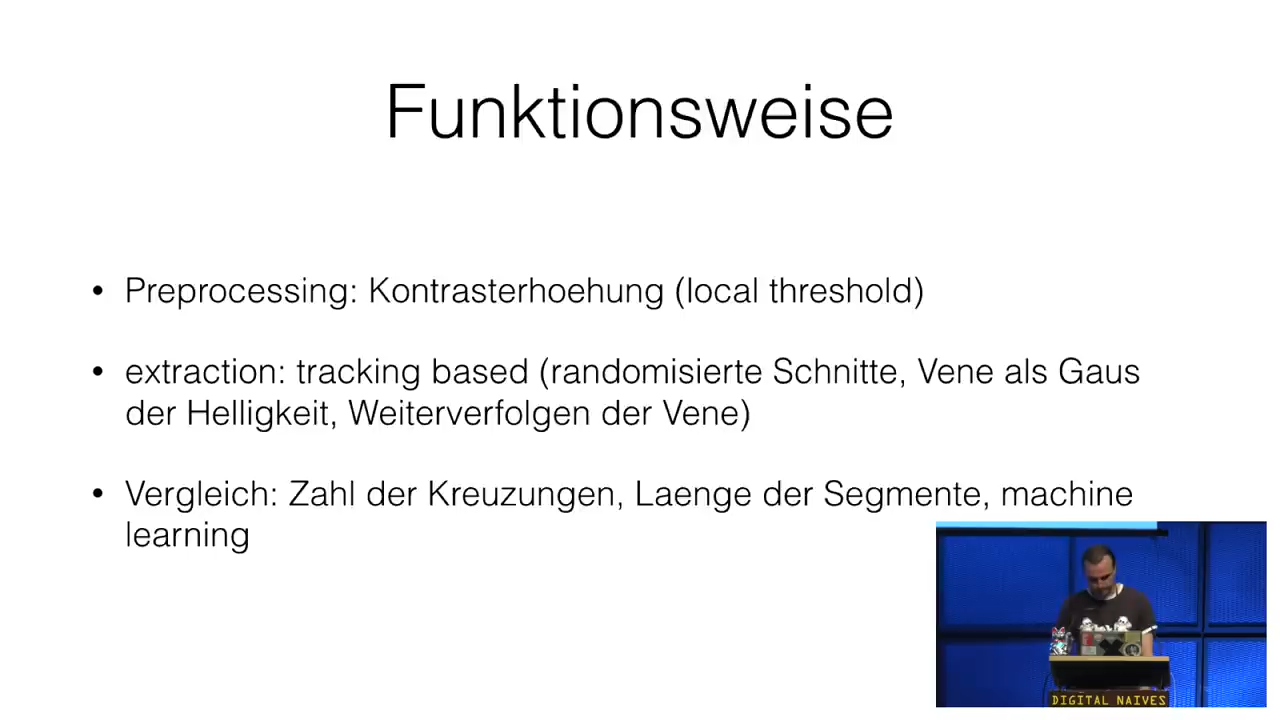 Funktionsweise
• Preprocessing: Kontrasterhoehung (local threshold)
• extraction: tracking based (randomisierte Schnitte, Vene als Gaus
der Helligkeit, Weiterverfolgen der Vene)
• Vergleich: Zahl der Kreuzungen, Laenge der Segmente, machine
learning
DIGITAL NAIVES